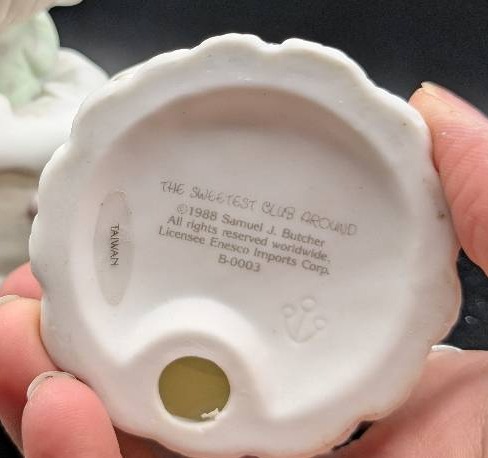 THE SWEETEST CLUB AROUND
©1988 Samuel J. Butcher
All rights reserved worldwide.
Licensee Enesco Imports Corp.
B-0003
TAIWAN